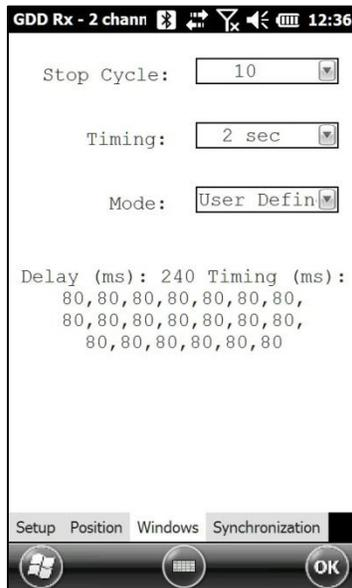 GDD Rx - 2 chann 12:36
Stop Cycle: 10
Timing: 2 sec
Mode: User Defin
Delay (ms): 240 Timing (ms):
80,80,80,80,80,80,80,
80,80,80,80,80,80,80,
80,80,80,80,80,80
Setup Position Windows Synchronization
OK